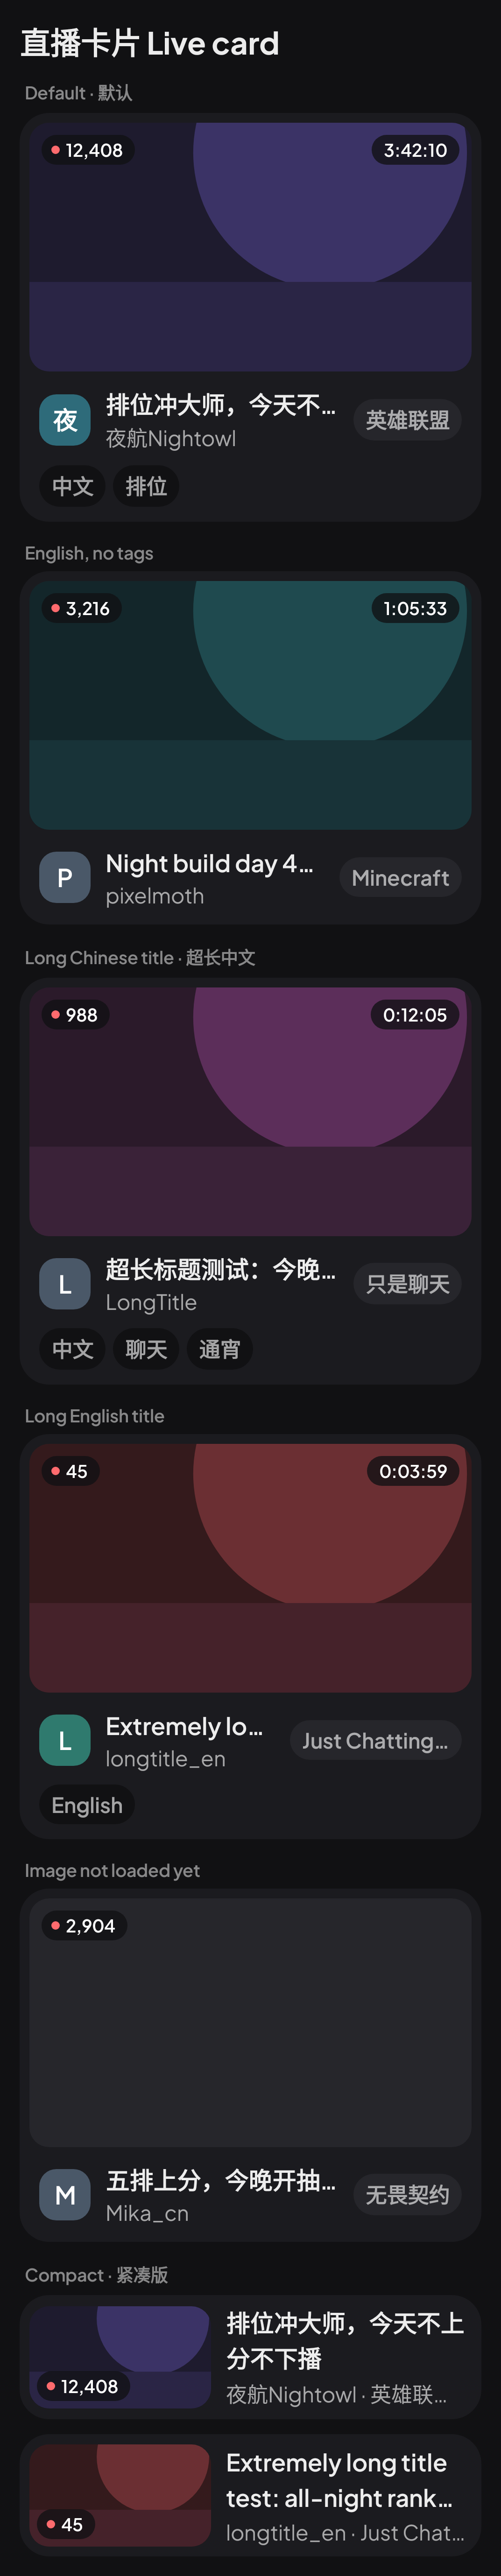 直播卡片 Live card
Default · 默认
12,408
3:42:10
夜
排位冲大师，今天不…
夜航Nightowl
英雄联盟
中文
排位
English, no tags
3,216
1:05:33
P
Night build day 4…
pixelmoth
Minecraft
Long Chinese title · 超长中文
988
0:12:05
L
超长标题测试：今晚…
LongTitle
只是聊天
中文
聊天
通宵
Long English title
45
0:03:59
L
Extremely lo…
longtitle_en
Just Chatting…
English
Image not loaded yet
2,904
M
五排上分，今晚开抽…
Mika_cn
无畏契约
Compact · 紧凑版
12,408
排位冲大师，今天不上
分不下播
夜航Nightowl · 英雄联…
45
Extremely long title
test: all-night rank…
longtitle_en · Just Chat…